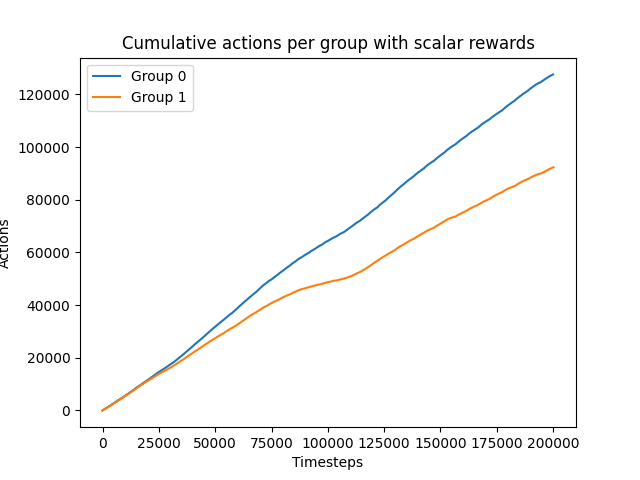 Cumulative actions per group with scalar rewards
Group 0
Group 1
120000
100000
80000
60000
40000
20000
0
Actions
0 25000 50000 75000 100000 125000 150000 175000 200000
Timesteps